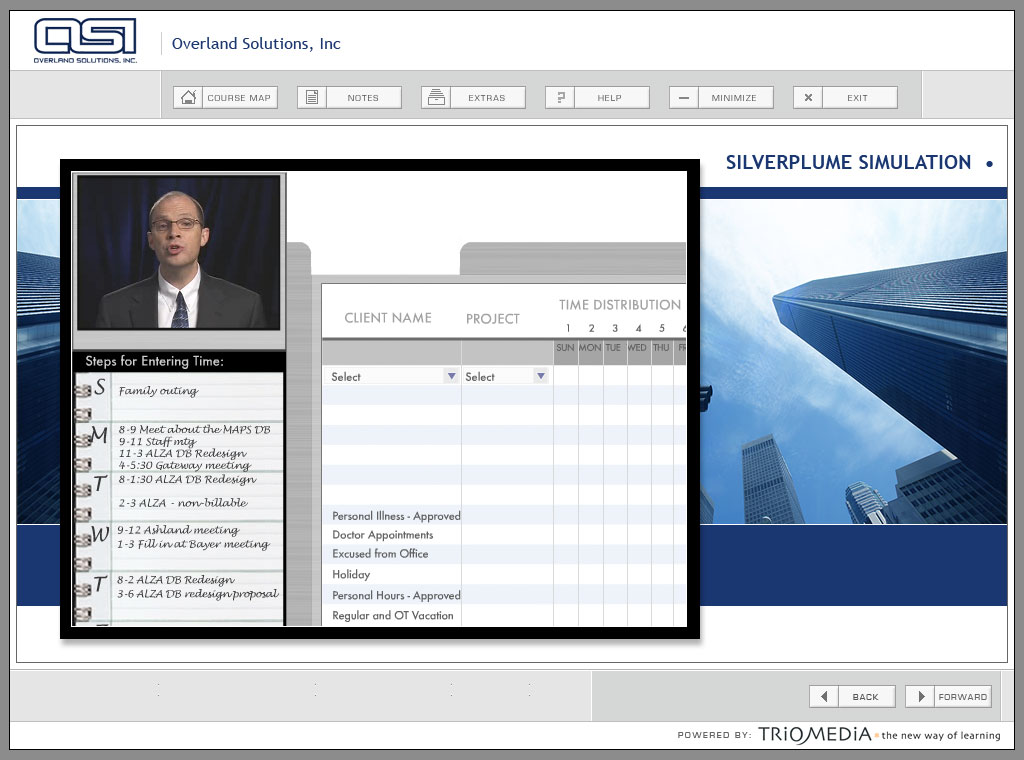 OSI
OVERLAND SOLUTIONS, INC.
Overland Solutions, Inc
COURSE MAP
NOTES
EXTRAS
HELP
MINIMIZE
EXIT
SILVERPLUME SIMULATION •
CLIENT NAME
PROJECT
TIME DISTRIBUTION
1 2 3 4 5 6
SUN MON TUE WED THU FR
Select
Select
Personal Illness - Approved
Doctor Appointments
Excused from Office
Holiday
Personal Hours - Approved
Regular and OT Vacation
Steps for Entering Time:
S Family outing
M 8-9 Meet about the MAPS DB
9-11 Staff mtg
11-3 ALZA DB Redesign
4-5:30 Gateway meeting
T 8-1:30 ALZA DB Redesign
2-3 ALZA - non-billable
W 9-12 Ashland meeting
1-3 Fill in at Bayer meeting
T 8-2 ALZA DB Redesign
3-6 ALZA DB redesign proposal
BACK
FORWARD
POWERED BY: TRIOMEDIA • the new way of learning